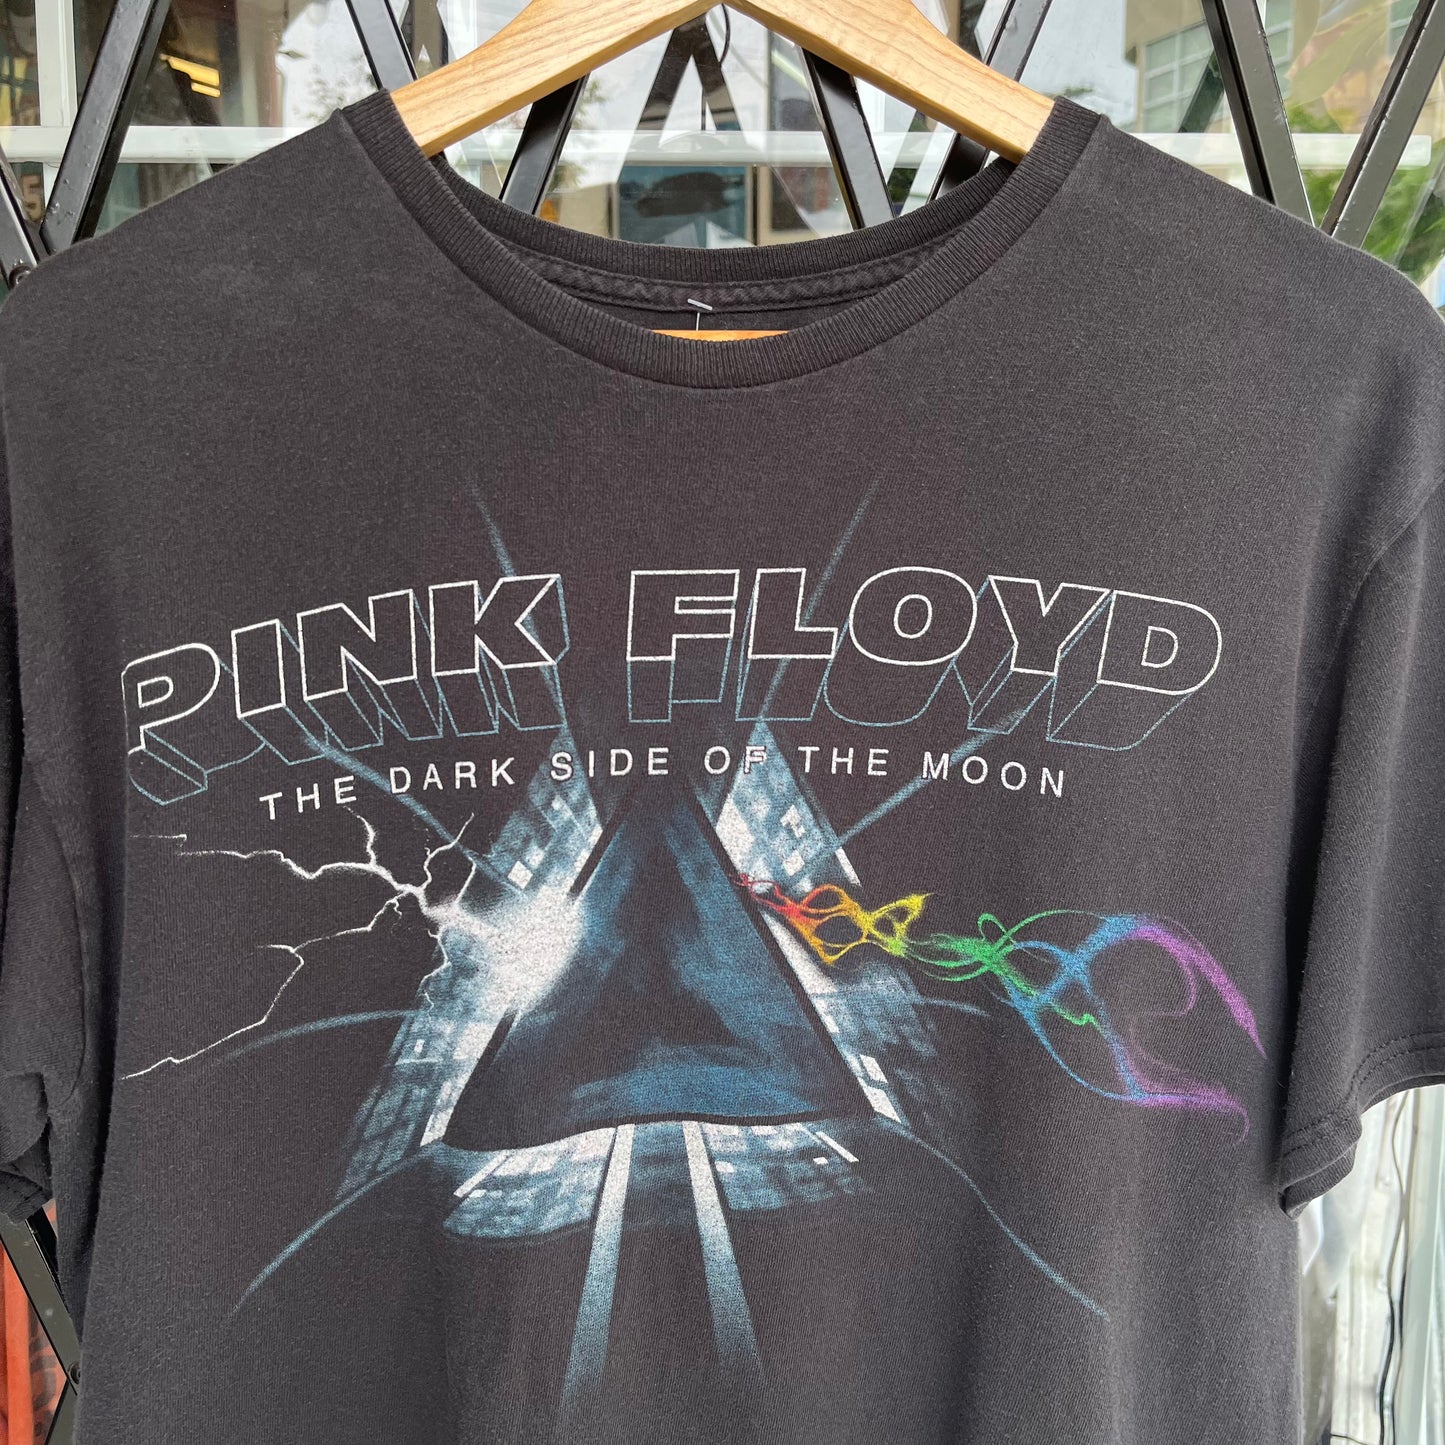 PINK FLOYD
THE DARK SIDE OF THE MOON